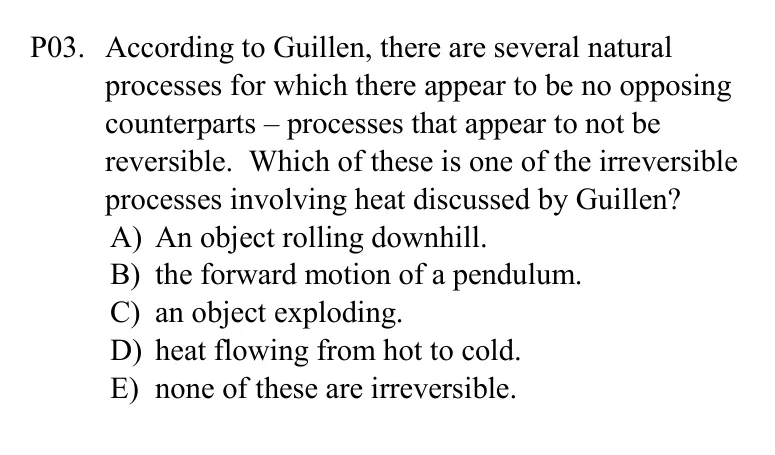 P03. According to Guillen, there are several natural
processes for which there appear to be no opposing
counterparts – processes that appear to not be
reversible. Which of these is one of the irreversible
processes involving heat discussed by Guillen?
A) An object rolling downhill.
B) the forward motion of a pendulum.
C) an object exploding.
D) heat flowing from hot to cold.
E) none of these are irreversible.